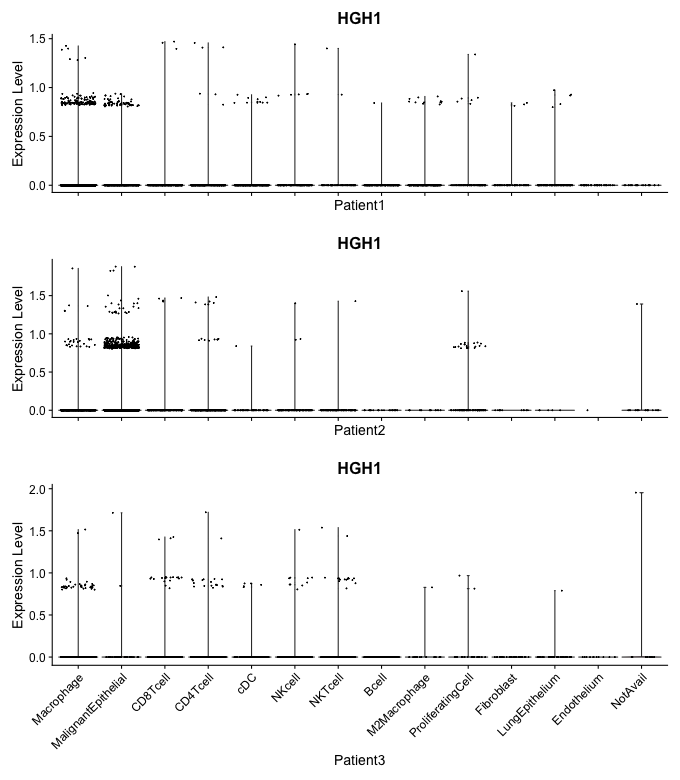 HGH1
Expression Level
1.5
1.0
0.5
0.0
Patient1
HGH1
Expression Level
1.5
1.0
0.5
0.0
Patient2
HGH1
Expression Level
2.0
1.5
1.0
0.5
0.0
Macrophage
MalignantEpithelial
CD8Tcell
CD4Tcell
cDC
NKcell
NKTcell
Bcell
M2Macrophage
ProliferatingCell
Fibroblast
LungEpithelium
Endothelium
NotAvail
Patient3